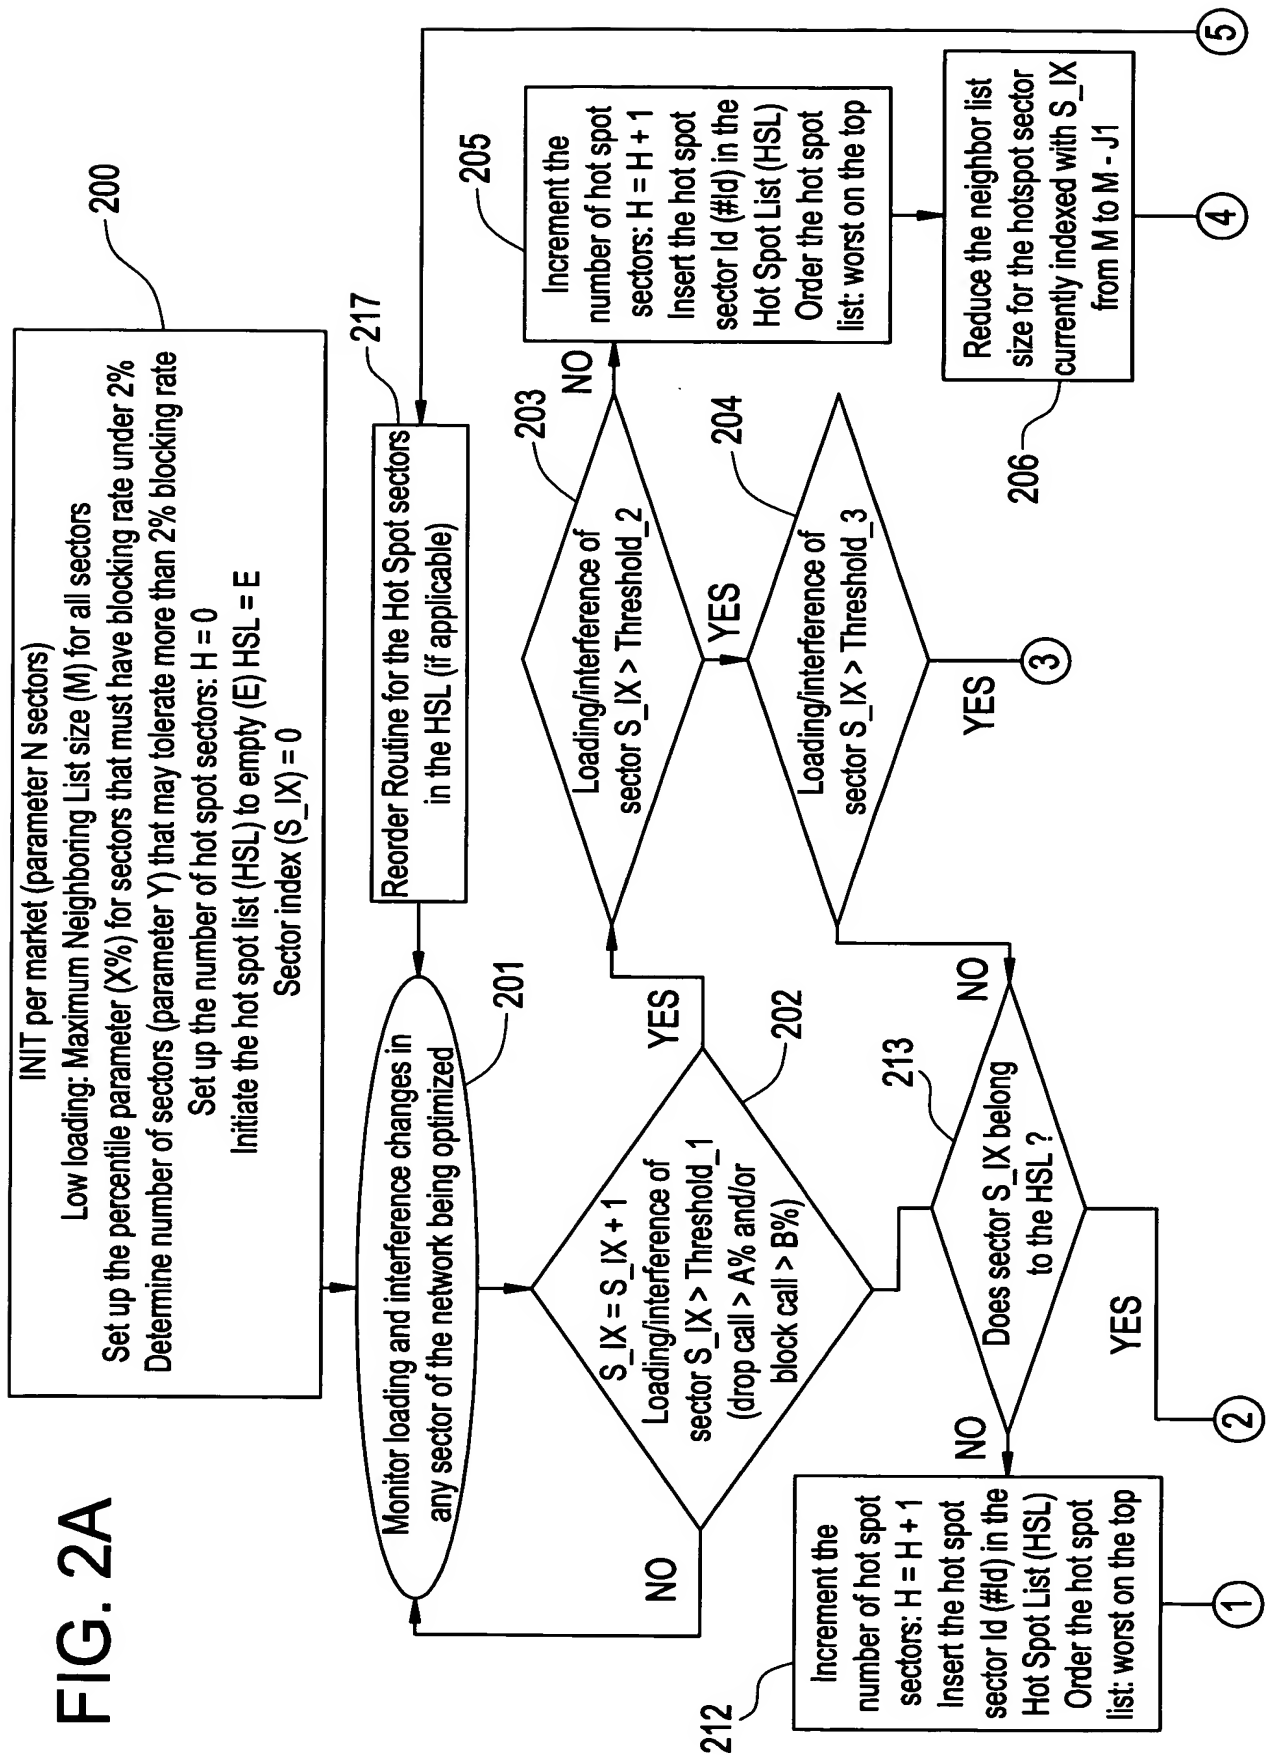 FIG. 2A
INIT per market (parameter N sectors)
Low loading: Maximum Neighboring List size (M) for all sectors
Set up the percentile parameter (X%) for sectors that must have blocking rate under 2%
Determine number of sectors (parameter Y) that may tolerate more than 2% blocking rate
Set up the number of hot spot sectors: H = 0
Initiate the hot spot list (HSL) to empty (E) HSL = E
Sector index (S_IX) = 0
200
Monitor loading and interference changes in
any sector of the network being optimized
201
Reorder Routine for the Hot Spot sectors
in the HSL (if applicable)
217
S_IX = S_IX + 1
Loading/interference of
sector S_IX > Threshold_1
(drop call > A% and/or
block call > B%)
202
NO
YES
Loading/interference of
sector S_IX > Threshold_2
203
NO
YES
Increment the
number of hot spot
sectors: H = H + 1
Insert the hot spot
sector Id (#Id) in the
Hot Spot List (HSL)
Order the hot spot
list: worst on the top
205
Loading/interference of
sector S_IX > Threshold_3
204
YES
NO
Reduce the neighbor list
size for the hotspot sector
currently indexed with S_IX
from M to M - J1
206
Does sector S_IX belong
to the HSL ?
213
NO
YES
Increment the
number of hot spot
sectors: H = H + 1
Insert the hot spot
sector Id (#Id) in the
Hot Spot List (HSL)
Order the hot spot
list: worst on the top
212
1
2
3
4
5